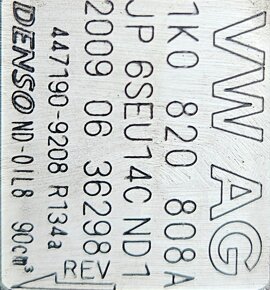 VW AG
1K0 820 808A
JP 6SEU14C ND1
2009 06 36298
447190-9208 R134a
DENSO ND-OIL8 90cm³
REV